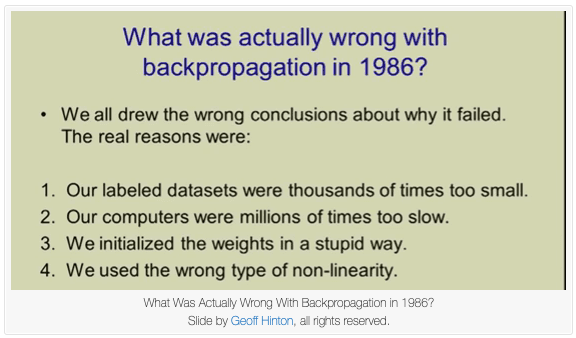 What was actually wrong with
backpropagation in 1986?
• We all drew the wrong conclusions about why it failed.
The real reasons were:
1. Our labeled datasets were thousands of times too small.
2. Our computers were millions of times too slow.
3. We initialized the weights in a stupid way.
4. We used the wrong type of non-linearity.
What Was Actually Wrong With Backpropagation in 1986?
Slide by Geoff Hinton, all rights reserved.